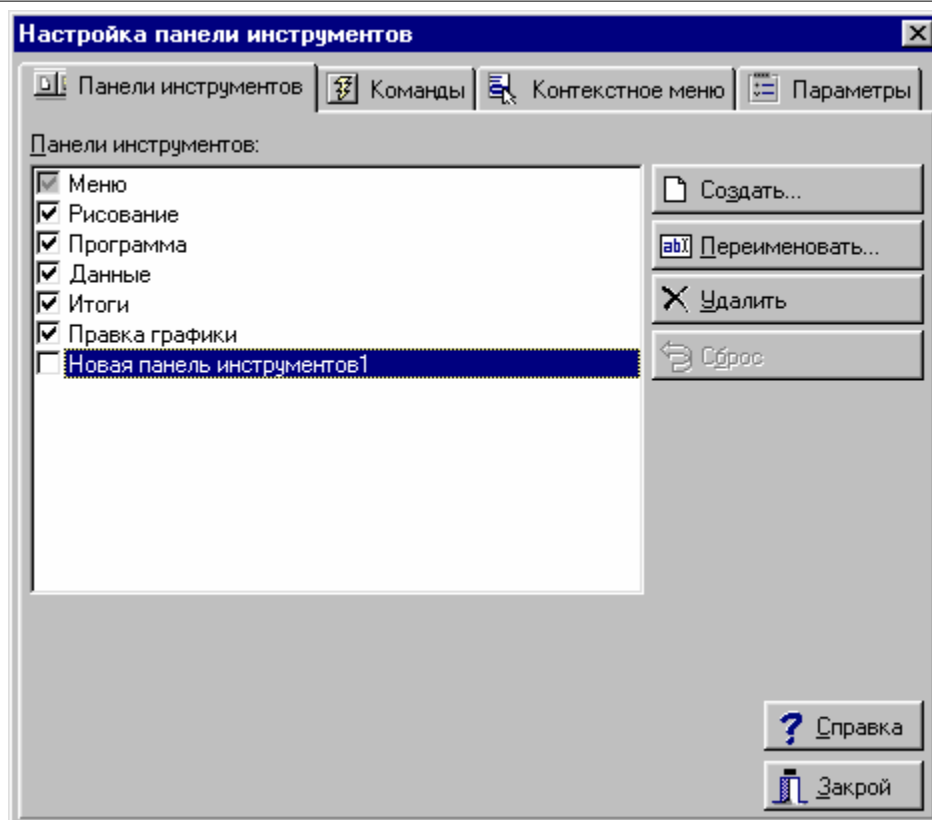 Настройка панели инструментов
Панели инструментов Команды Контекстное меню Параметры
Панели инструментов:
Меню
Рисование
Программа
Данные
Итоги
Правка графики
Новая панель инструментов1
Создать...
Переименовать...
Удалить
Сброс
Справка
Закрой